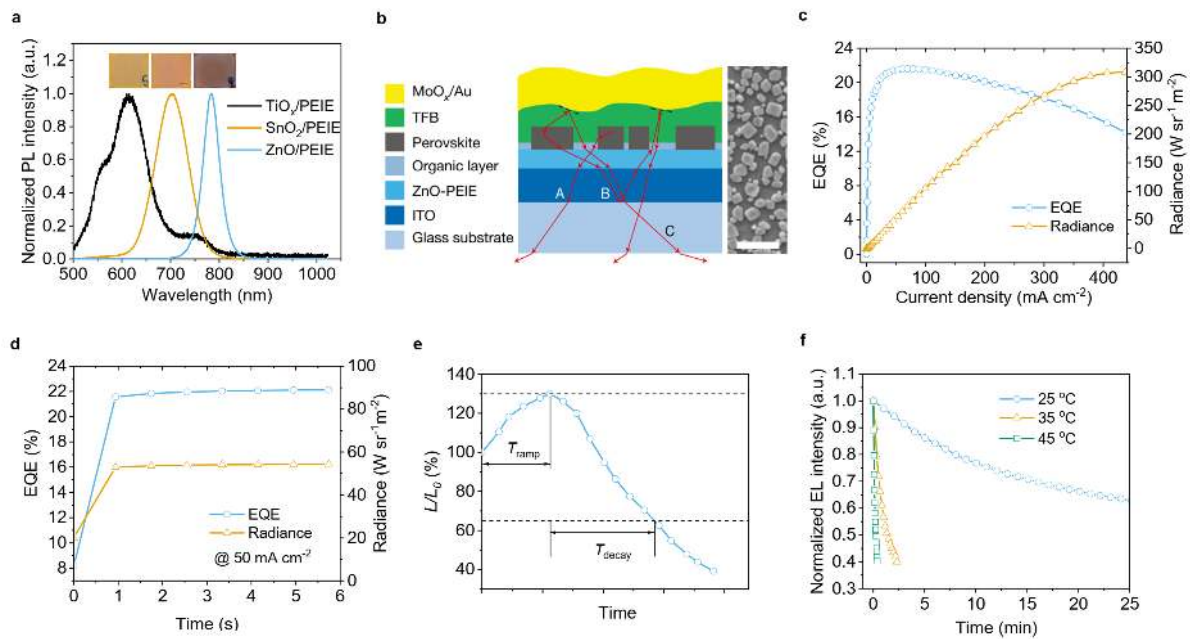 a
Normalized PL intensity (a.u.)
1.2
1.0
0.8
0.6
0.4
0.2
0.0
TiOx/PEIE
SnO2/PEIE
ZnO/PEIE
500 600 700 800 900 1000
Wavelength (nm)
b
MoOx/Au
TFB
Perovskite
Organic layer
ZnO-PEIE
ITO
Glass substrate
A
B
C
c
EQE (%)
24
20
16
12
8
4
0
EQE
Radiance
350
300
250
200
150
100
50
0
Radiance (W sr-1 m-2)
0 100 200 300 400
Current density (mA cm-2)
d
EQE (%)
24
22
20
18
16
14
12
10
8
EQE
Radiance
@ 50 mA cm-2
100
80
60
40
20
0
Radiance (W sr-1m-2)
0 1 2 3 4 5 6
Time (s)
e
L/L0 (%)
140
120
100
80
60
40
Tramp
Tdecay
Time
f
Normalized EL intensity (a.u.)
1.1
1.0
0.9
0.8
0.7
0.6
0.5
0.4
0.3
25 ºC
35 ºC
45 ºC
0 5 10 15 20 25
Time (min)